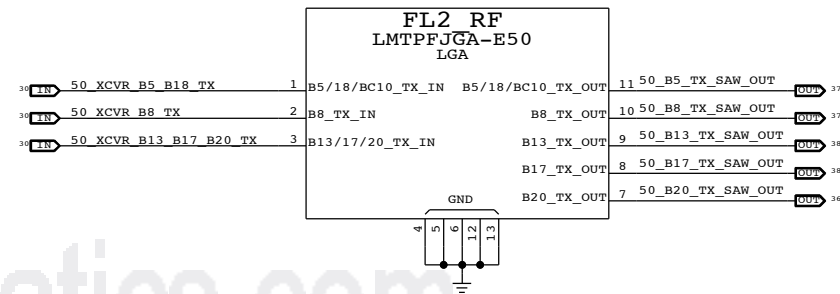 FL2_RF
LMTPFJGA-E50
LGA
30 IN 50_XCVR_B5_B18_TX 1 B5/18/BC10_TX_IN B5/18/BC10_TX_OUT 11 50_B5_TX_SAW_OUT OUT 37
30 IN 50_XCVR_B8_TX 2 B8_TX_IN B8_TX_OUT 10 50_B8_TX_SAW_OUT OUT 37
30 IN 50_XCVR_B13_B17_B20_TX 3 B13/17/20_TX_IN B13_TX_OUT 9 50_B13_TX_SAW_OUT OUT 38
B17_TX_OUT 8 50_B17_TX_SAW_OUT OUT 38
B20_TX_OUT 7 50_B20_TX_SAW_OUT OUT 36
GND
4 5 6 12 13